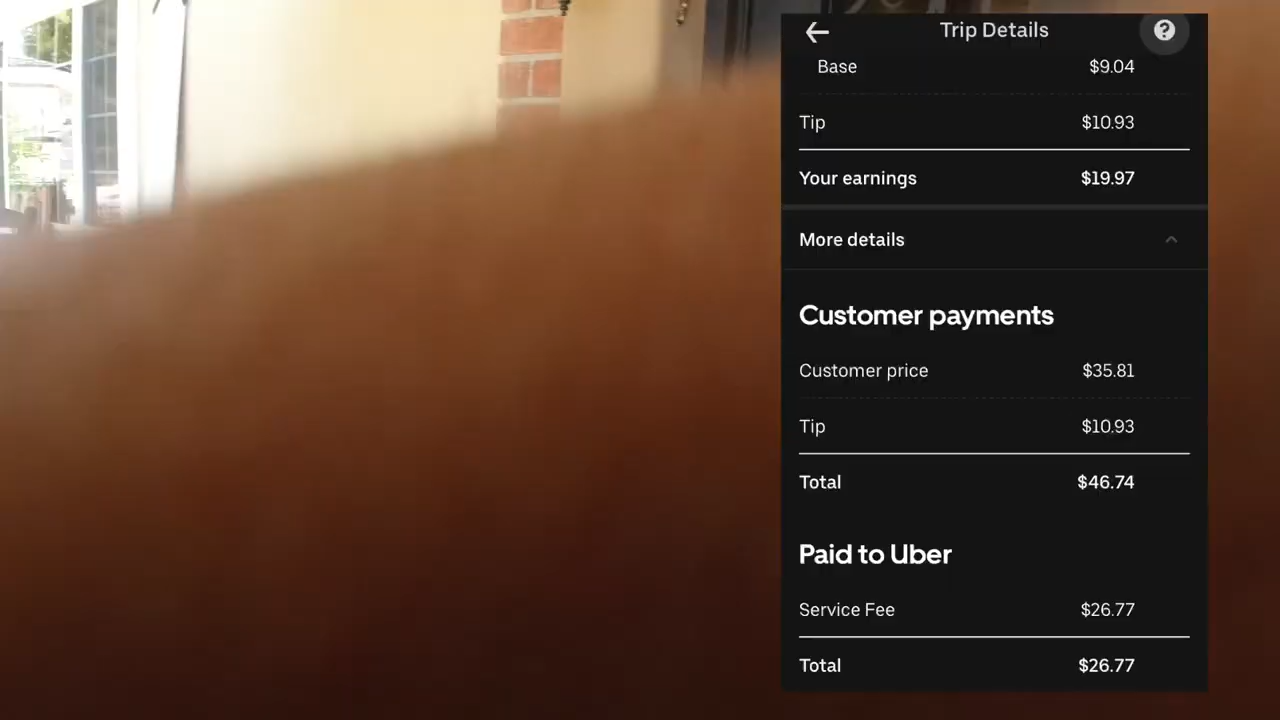 Trip Details
Base $9.04
Tip $10.93
Your earnings $19.97
More details
Customer payments
Customer price $35.81
Tip $10.93
Total $46.74
Paid to Uber
Service Fee $26.77
Total $26.77